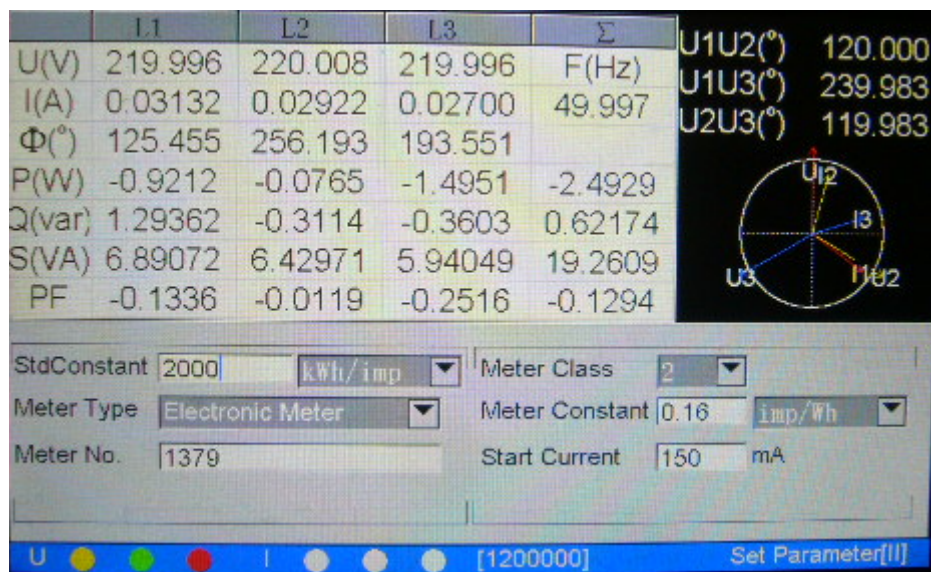 L1 L2 L3 Σ
U(V) 219.996 220.008 219.996 F(Hz)
I(A) 0.03132 0.02922 0.02700 49.997
Φ(°) 125.455 256.193 193.551
P(W) -0.9212 -0.0765 -1.4951 -2.4929
Q(var) 1.29362 -0.3114 -0.3603 0.62174
S(VA) 6.89072 6.42971 5.94049 19.2609
PF -0.1336 -0.0119 -0.2516 -0.1294
U1U2(°) 120.000
U1U3(°) 239.983
U2U3(°) 119.983
I2
I3
U3
U2
StdConstant 2000 kWh/imp
Meter Class 2
Meter Type Electronic Meter
Meter Constant 0.16 imp/Wh
Meter No. 1379
Start Current 150 mA
U I [1200000] Set Parameter[II]